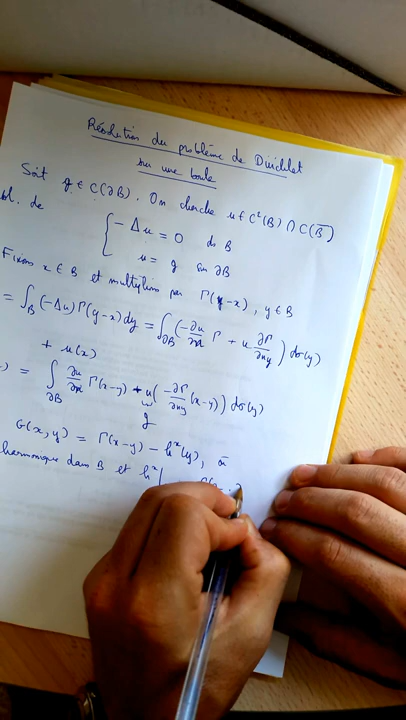 Résolution du problème de Dirichlet
sur une boule
Soit g ∈ C(∂B). On cherche u ∈ C²(B) ∩ C(B̄)
sol. de
{ -Δu = 0 ds B
u = g sur ∂B
Fixons x ∈ B et multiplions par Γ(y-x), y ∈ B
= ∫_B (-Δu) Γ(y-x) dy = ∫_∂B (-∂u/∂n Γ + u ∂Γ/∂n_y) dσ(y)
+ u(x)
) = ∫_∂B ∂u/∂n Γ(x-y) + u (-∂Γ/∂n_y (x-y)) dσ(y)
g
G(x,y) = Γ(x-y) - h^x(y), où
harmonique dans B et h^x|